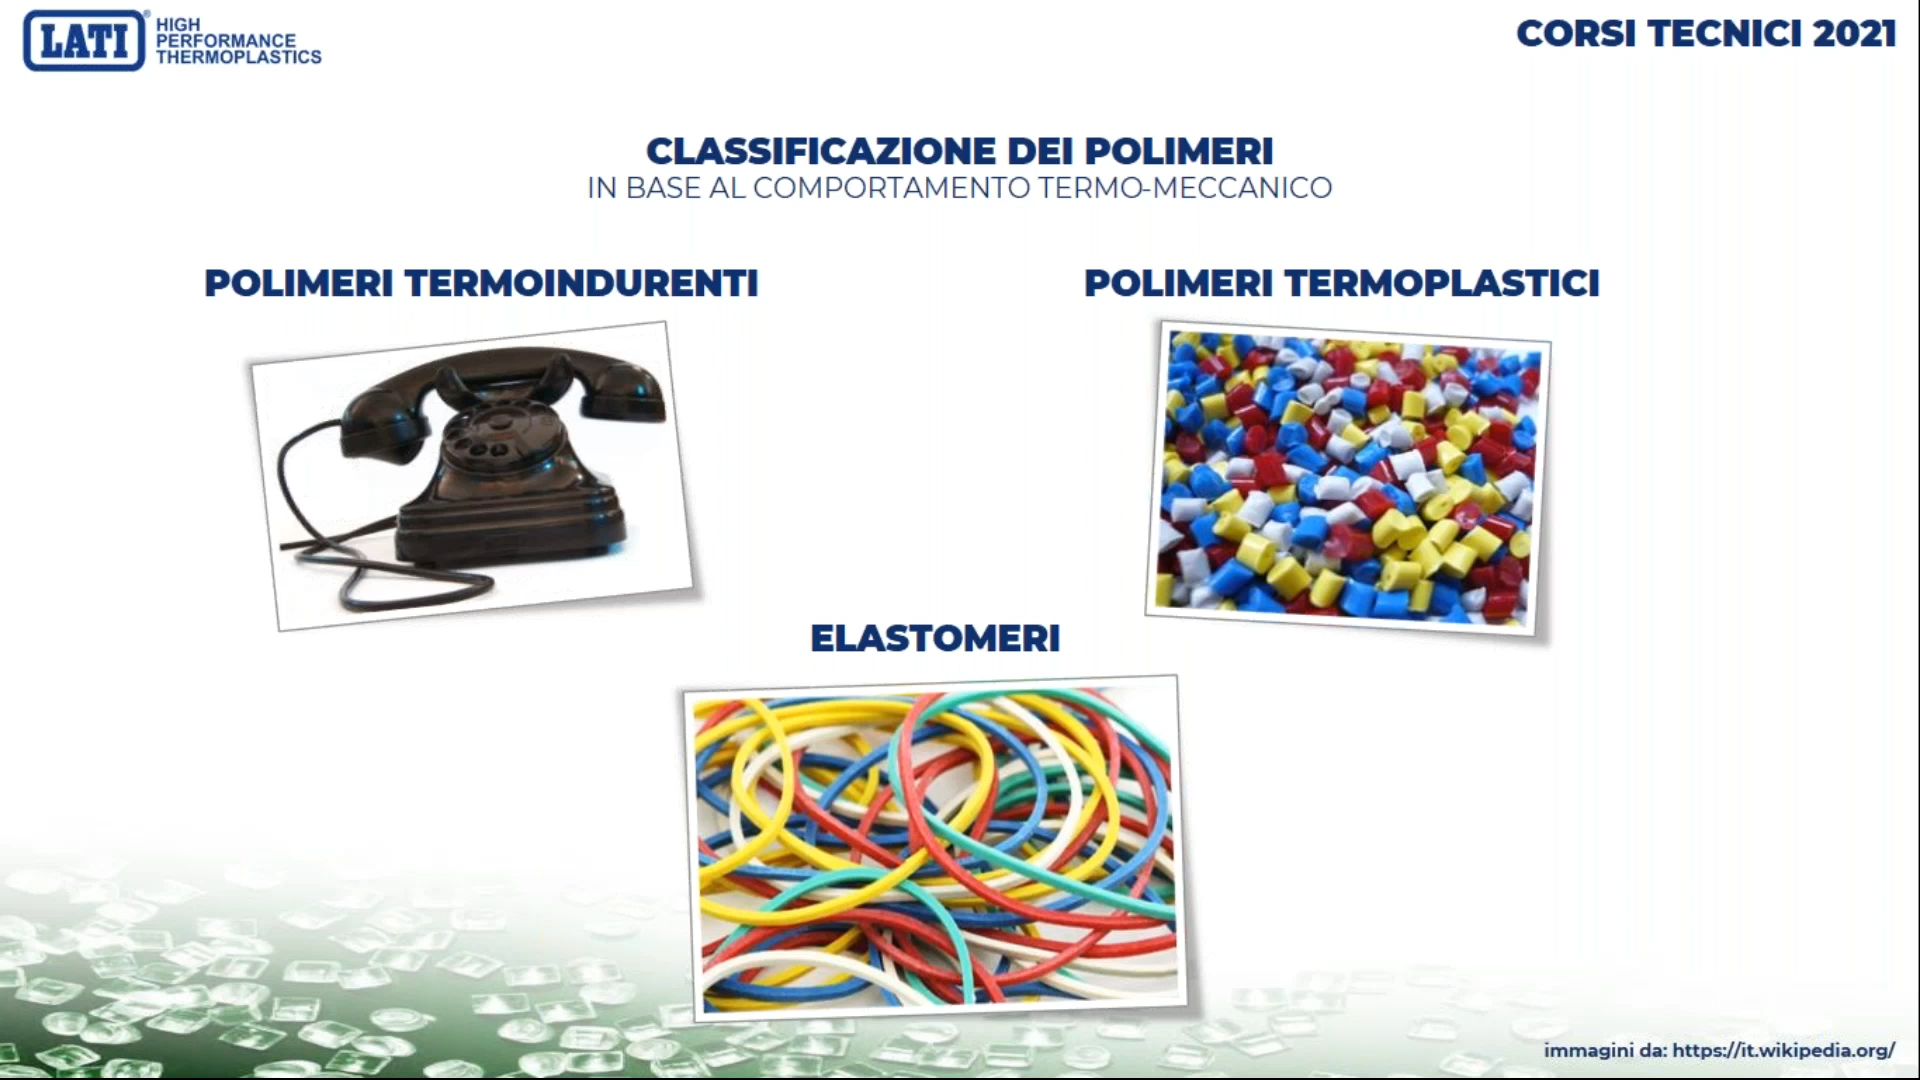 LATI®
HIGH
PERFORMANCE
THERMOPLASTICS
CORSI TECNICI 2021
CLASSIFICAZIONE DEI POLIMERI
IN BASE AL COMPORTAMENTO TERMO-MECCANICO
POLIMERI TERMOINDURENTI
POLIMERI TERMOPLASTICI
ELASTOMERI
immagini da: https://it.wikipedia.org/